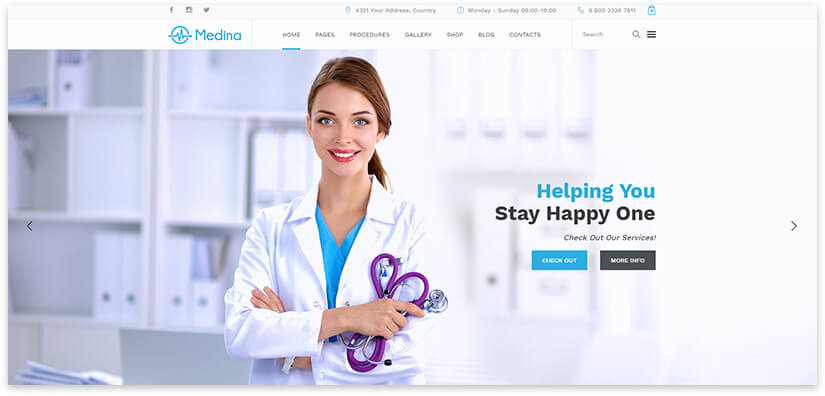 4321 Your Address, Country
Monday - Sunday 08:00-19:00
8 800 2336 7811
Medina
HOME PAGES PROCEDURES GALLERY SHOP BLOG CONTACTS
Search
Helping You
Stay Happy One
Check Out Our Services!
CHECK OUT MORE INFO